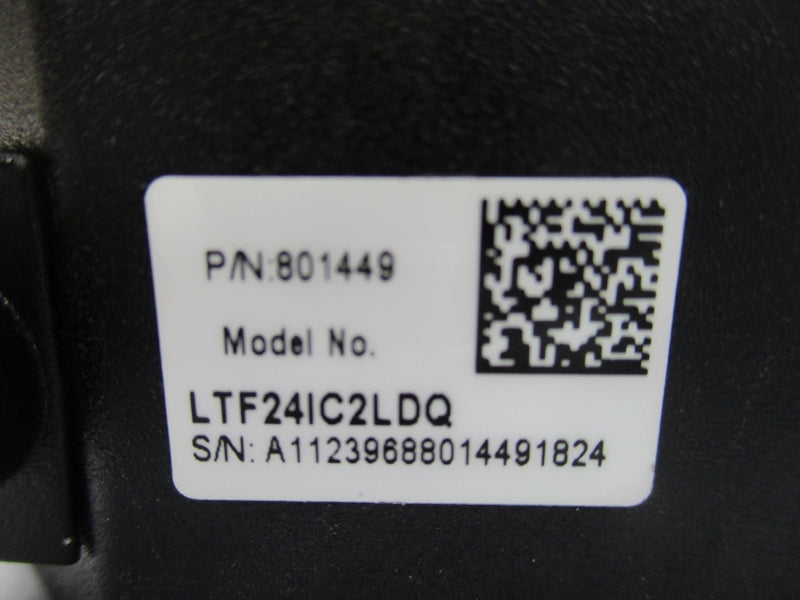 P/N:801449
Model No.
LTF24IC2LDQ
S/N: A11239688014491824